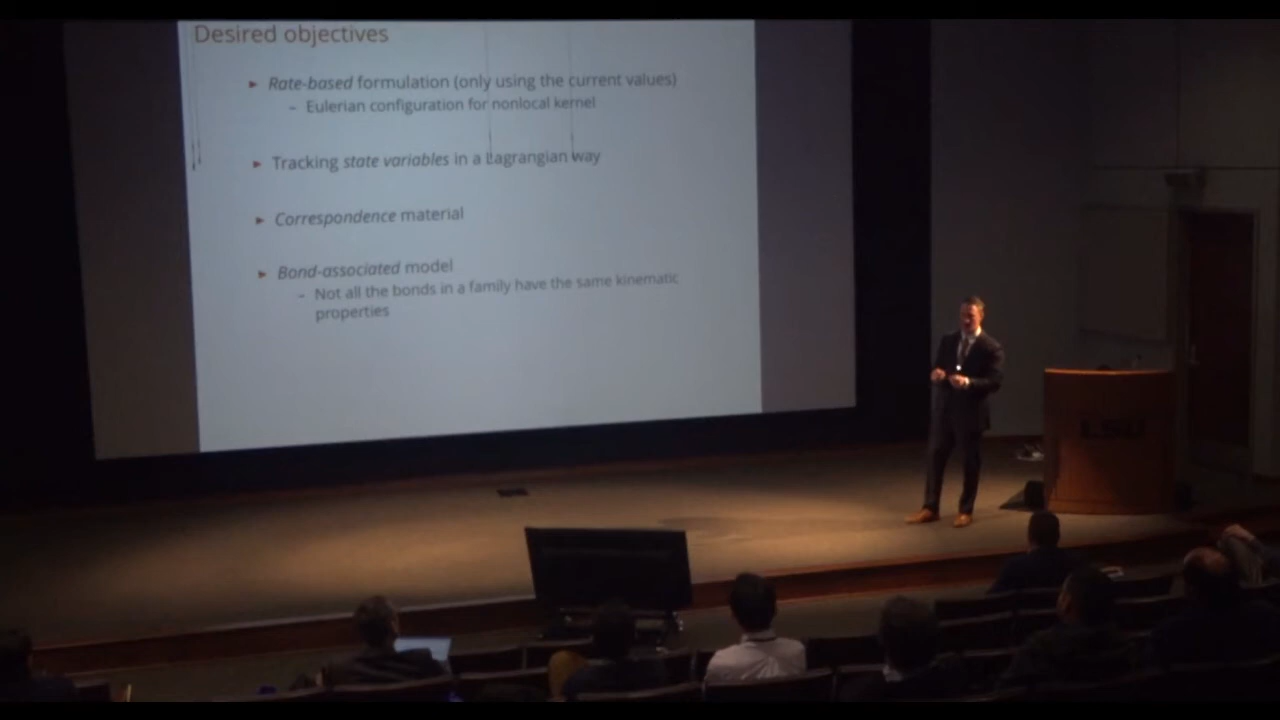 Desired objectives
► Rate-based formulation (only using the current values)
– Eulerian configuration for nonlocal kernel
► Tracking state variables in a Lagrangian way
► Correspondence material
► Bond-associated model
– Not all the bonds in a family have the same kinematic
properties